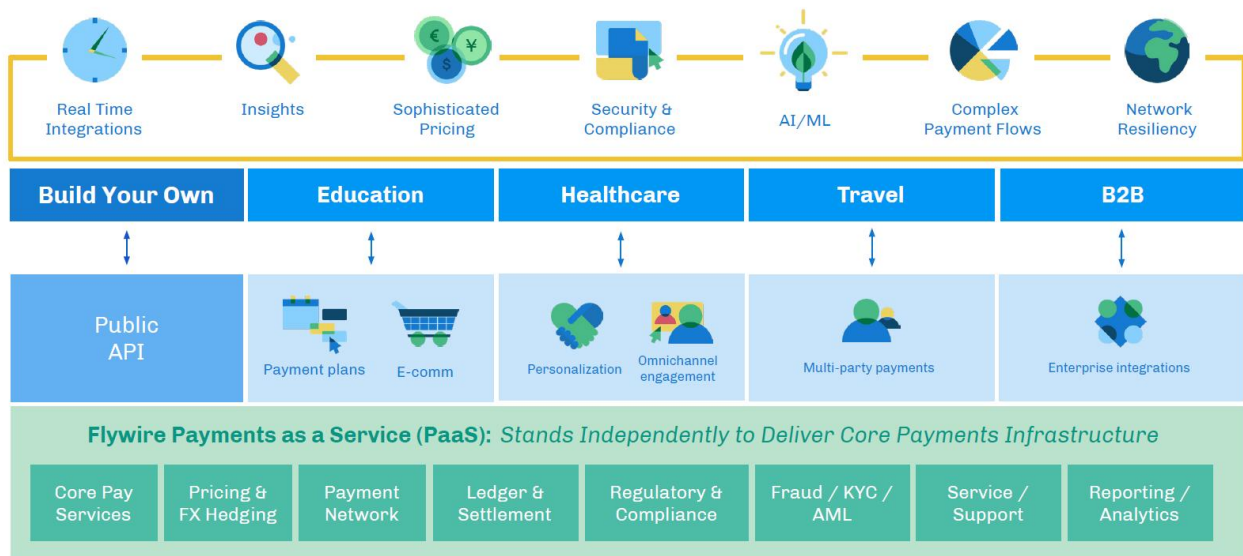 €
¥
$
Real Time
Integrations
Insights
Sophisticated
Pricing
Security &
Compliance
AI/ML
Complex
Payment Flows
Network
Resiliency
Build Your Own
Education
Healthcare
Travel
B2B
Public
API
Payment plans
E-comm
Personalization
Omnichannel
engagement
Multi-party payments
Enterprise integrations
Flywire Payments as a Service (PaaS): Stands Independently to Deliver Core Payments Infrastructure
Core Pay
Services
Pricing &
FX Hedging
Payment
Network
Ledger &
Settlement
Regulatory &
Compliance
Fraud / KYC /
AML
Service /
Support
Reporting /
Analytics